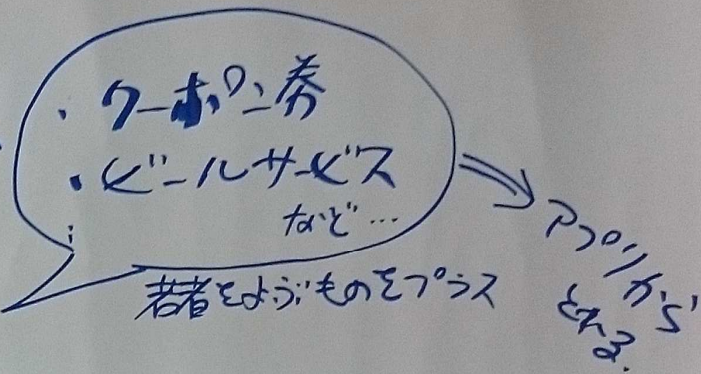 ・クーポン券
・ビールサービス
など…
若者をよぶものをプラス
アプリから
とれる.